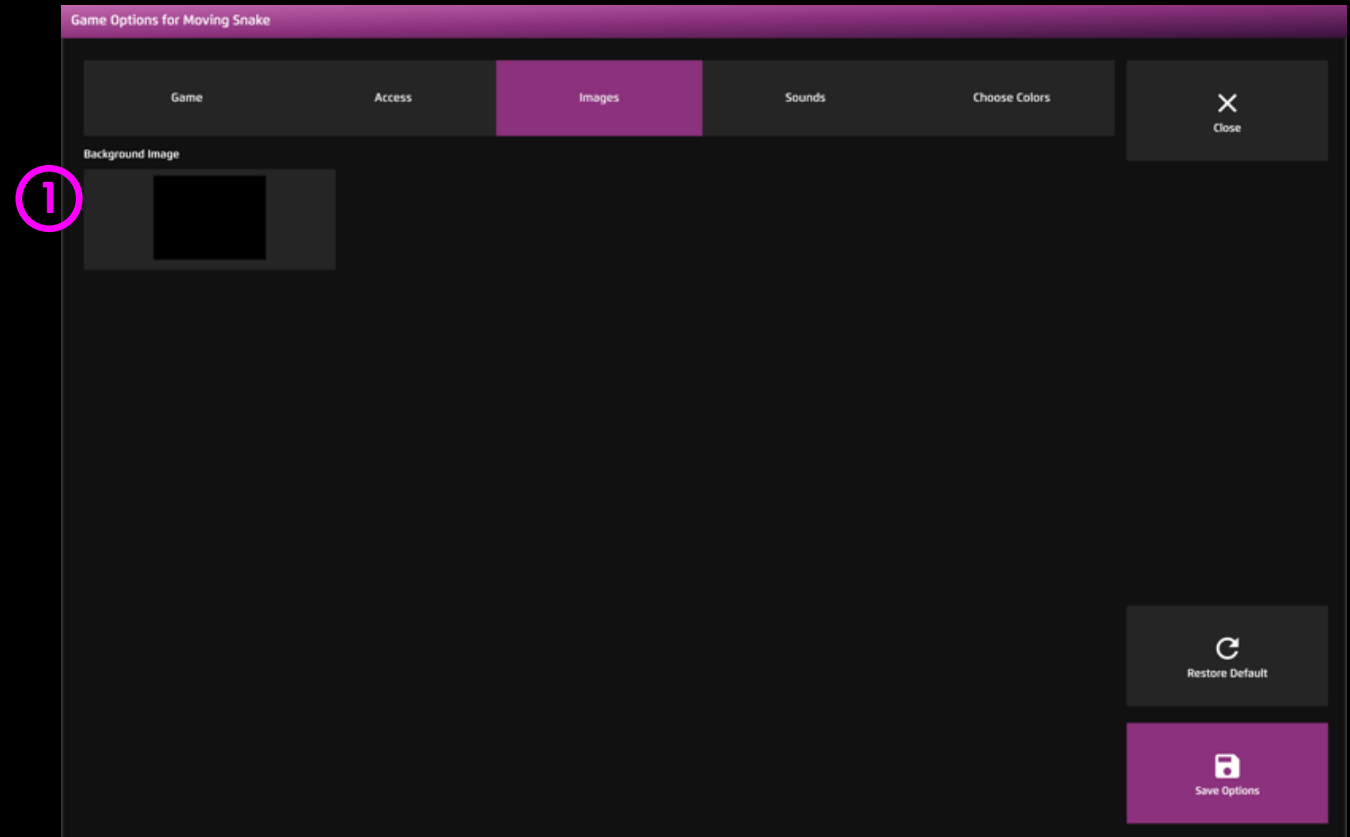 Game Options for Moving Snake
Game Access Images Sounds Choose Colors
Close
Background Image
1
Restore Default
Save Options